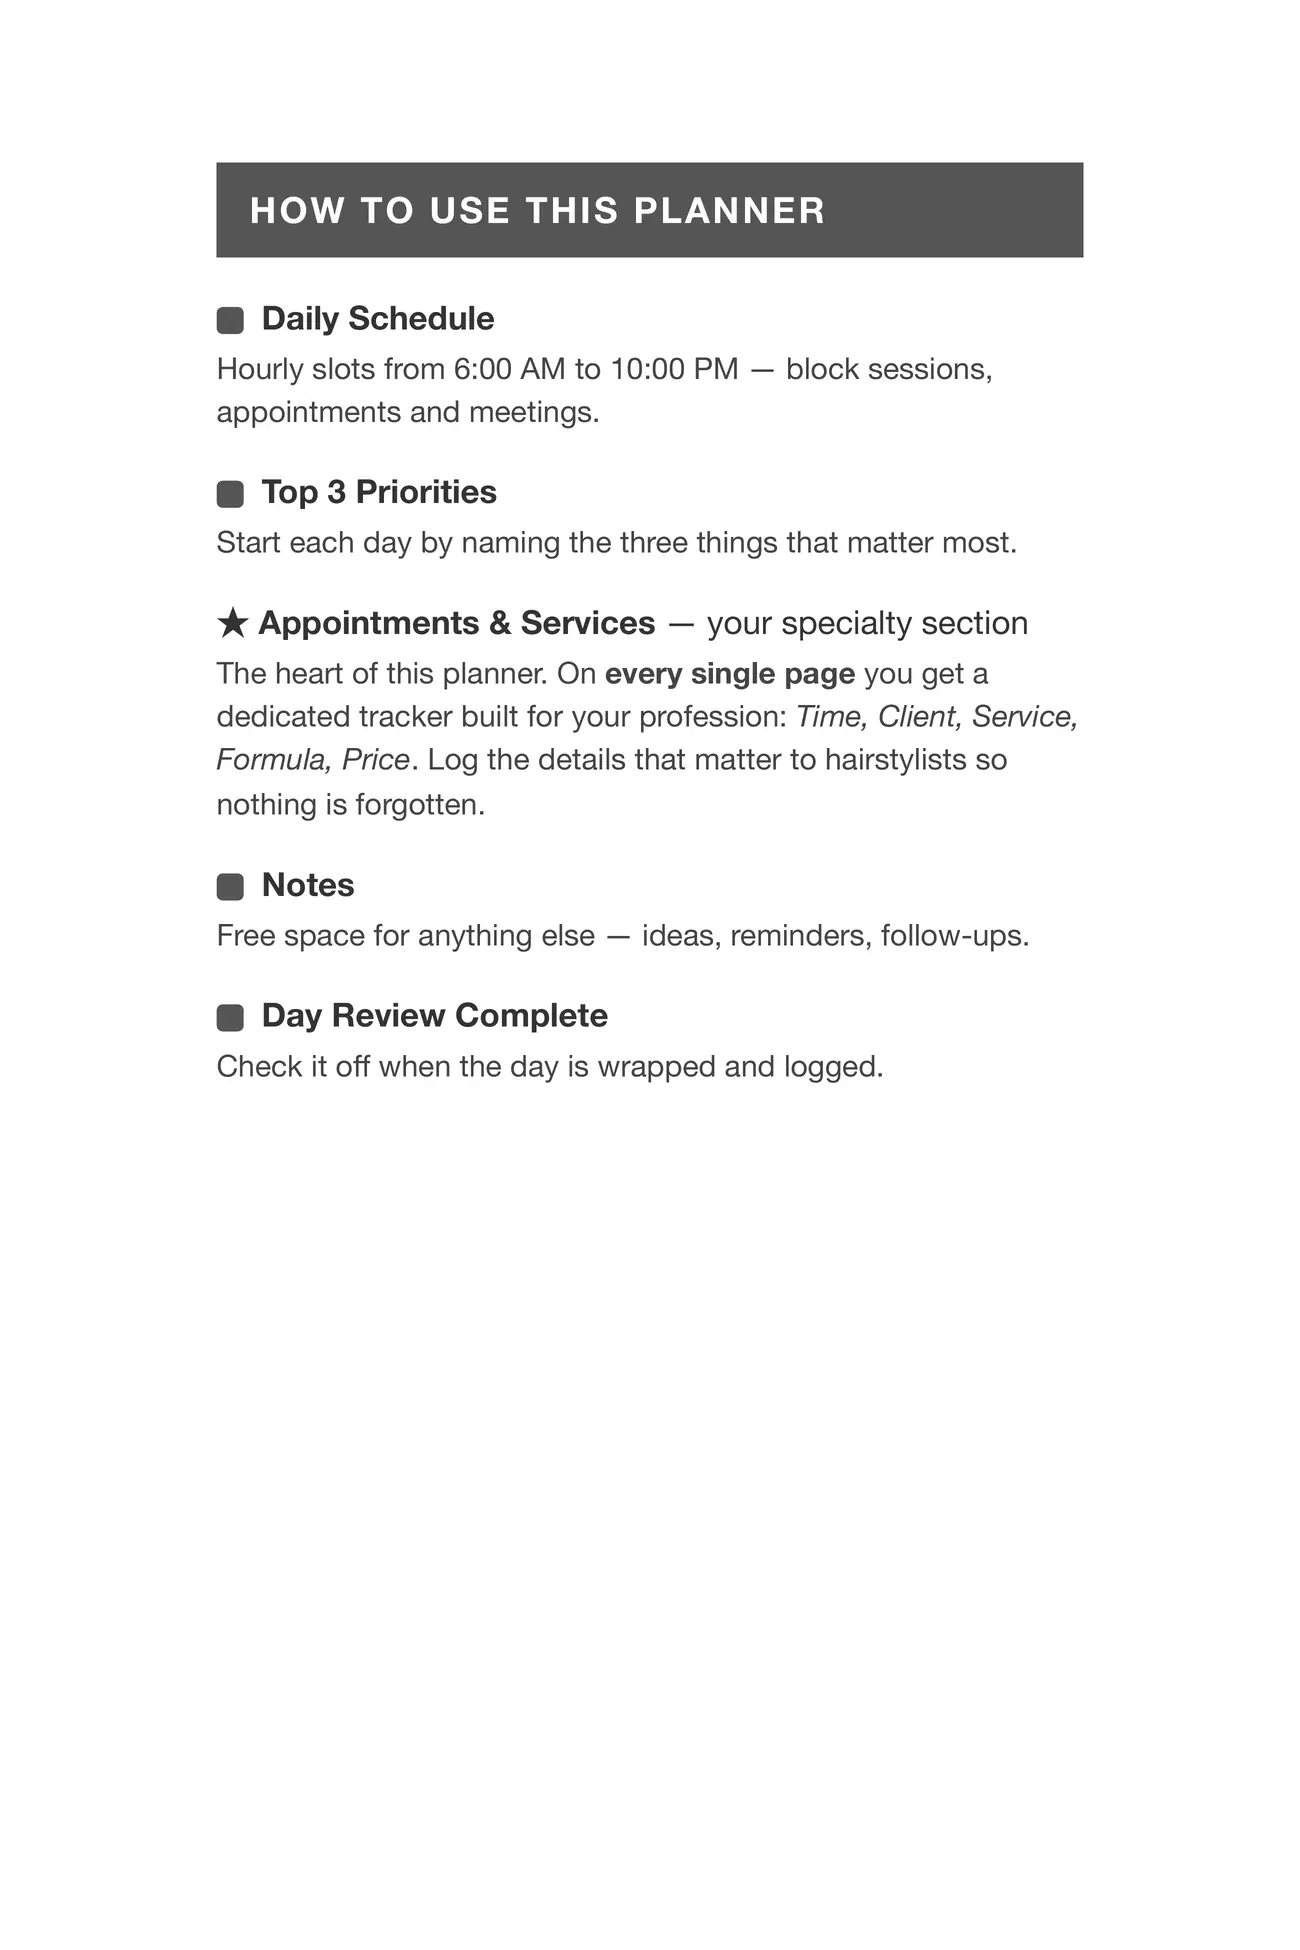 HOW TO USE THIS PLANNER
Daily Schedule
Hourly slots from 6:00 AM to 10:00 PM — block sessions,
appointments and meetings.
Top 3 Priorities
Start each day by naming the three things that matter most.
★ Appointments & Services — your specialty section
The heart of this planner. On every single page you get a
dedicated tracker built for your profession: Time, Client, Service,
Formula, Price. Log the details that matter to hairstylists so
nothing is forgotten.
Notes
Free space for anything else — ideas, reminders, follow-ups.
Day Review Complete
Check it off when the day is wrapped and logged.